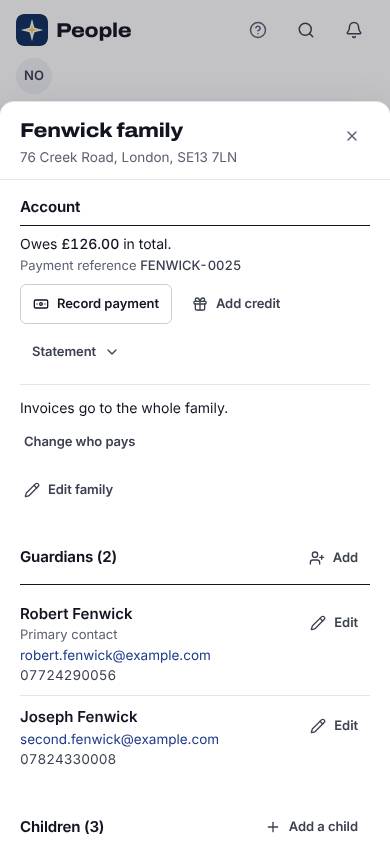 People
NO
Fenwick family
76 Creek Road, London, SE13 7LN
Account
Owes £126.00 in total.
Payment reference FENWICK-0025
Record payment
Add credit
Statement
Invoices go to the whole family.
Change who pays
Edit family
Guardians (2)
Add
Robert Fenwick
Edit
Primary contact
robert.fenwick@example.com
07724290056
Joseph Fenwick
Edit
second.fenwick@example.com
07824330008
Children (3)
Add a child